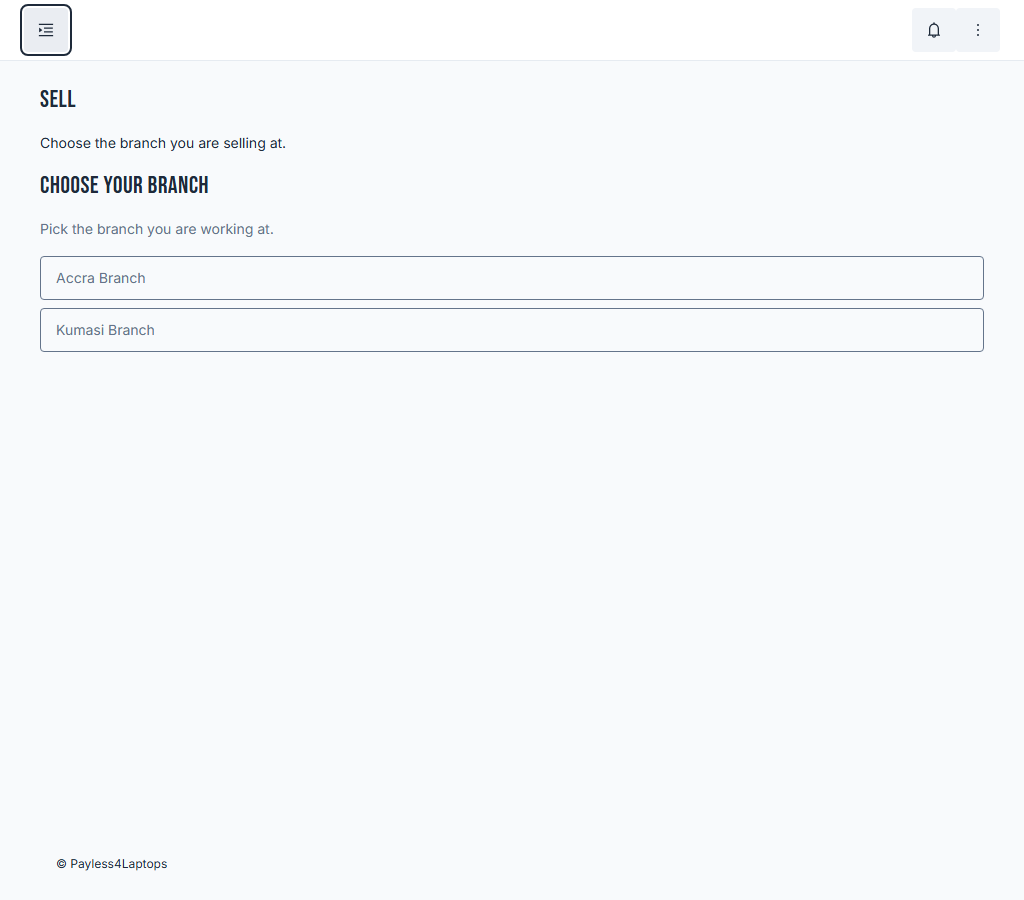 SELL
Choose the branch you are selling at.
CHOOSE YOUR BRANCH
Pick the branch you are working at.
Accra Branch
Kumasi Branch
© Payless4Laptops